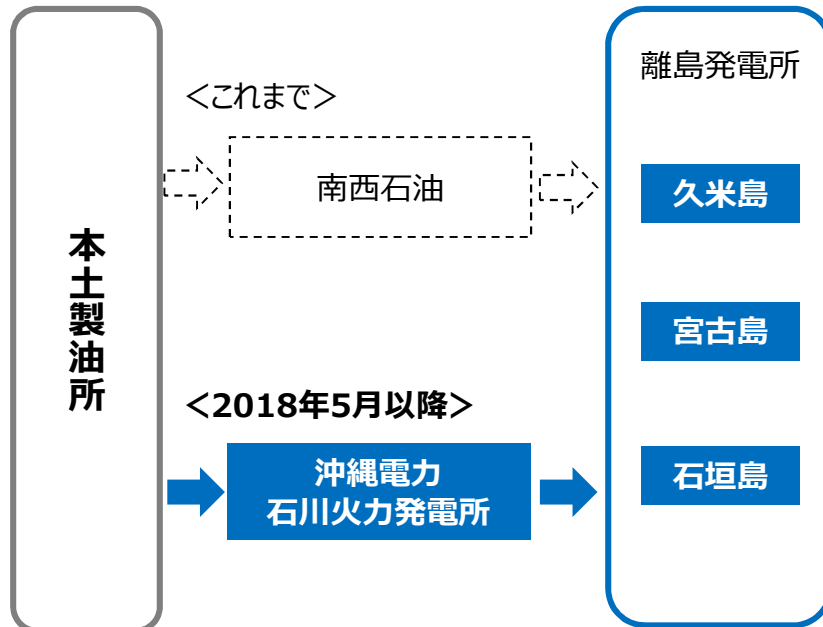 本土製油所
＜これまで＞
南西石油
＜2018年5月以降＞
沖縄電力
石川火力発電所
離島発電所
久米島
宮古島
石垣島